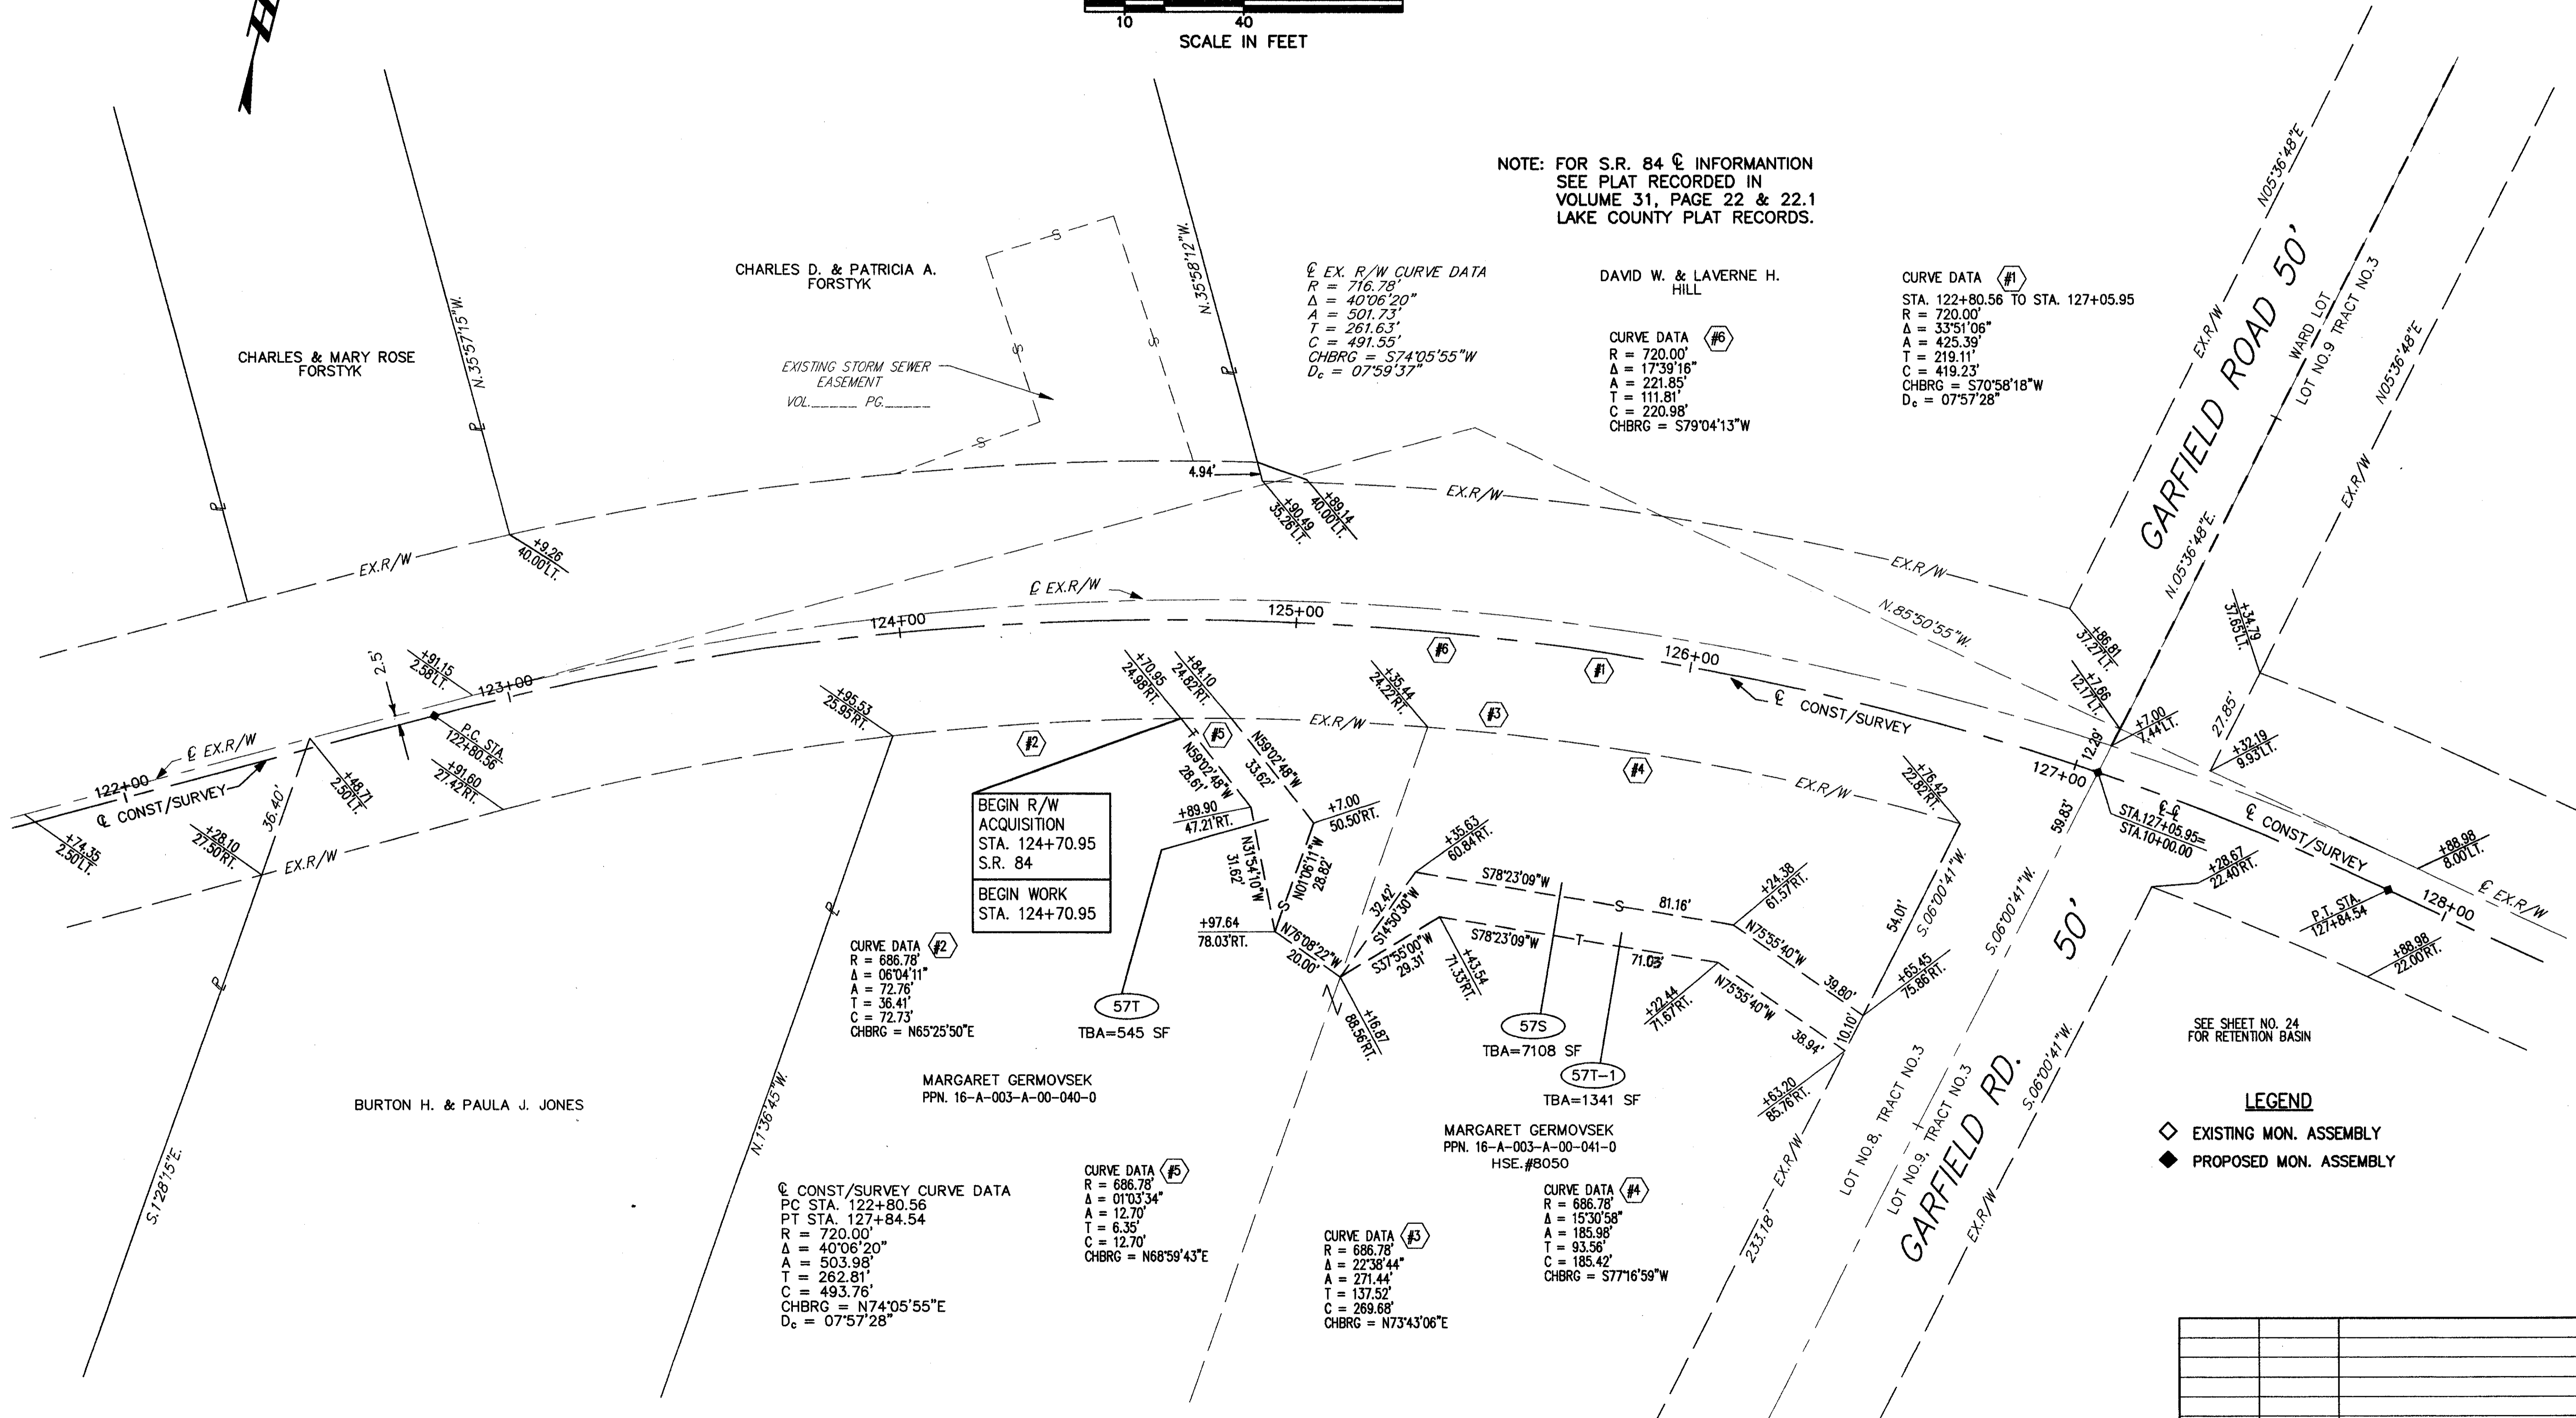 10
40
SCALE IN FEET
NOTE: FOR S.R. 84 ℄ INFORMANTION
SEE PLAT RECORDED IN
VOLUME 31, PAGE 22 & 22.1
LAKE COUNTY PLAT RECORDS.
CHARLES & MARY ROSE
FORSTYK
N.35°57'15"W.
CHARLES D. & PATRICIA A.
FORSTYK
EXISTING STORM SEWER
EASEMENT
VOL._____ PG._____
S
S
S
S
N.35°58'12"W.
℄ EX. R/W CURVE DATA
R = 716.78'
Δ = 40°06'20"
A = 501.73'
T = 261.63'
C = 491.55'
CHBRG = S74°05'55"W
Dc = 07°59'37"
DAVID W. & LAVERNE H.
HILL
CURVE DATA #6
R = 720.00'
Δ = 17°39'16"
A = 221.85'
T = 111.81'
C = 220.98'
CHBRG = S79°04'13"W
CURVE DATA #1
STA. 122+80.56 TO STA. 127+05.95
R = 720.00'
Δ = 33°51'06"
A = 425.39'
T = 219.11'
C = 419.23'
CHBRG = S70°58'18"W
Dc = 07°57'28"
N05°36'48"E
EX.R/W
GARFIELD ROAD 50'
WARD LOT
LOT NO.9 TRACT NO.3
N05°36'48"E
EX.R/W
N.05°36'48"E.
4.94'
+90.49
35.26'LT.
+89.14
40.00'LT.
EX.R/W
EX.R/W
N.85°50'55"W.
+9.26
40.00'LT.
EX.R/W
℄ EX.R/W
+86.81
37.27'LT.
+7.66
12.17'LT.
+7.00
7.44'LT.
+34.79
37.65'LT.
27.85'
+32.19
9.93'LT.
12.29'
122+00
123+00
124+00
125+00
126+00
127+00
128+00
2.5'
+91.15
2.58'LT.
℄ EX.R/W
℄ CONST/SURVEY
+74.35
2.50'LT.
+28.10
27.50'RT.
36.40'
+48.71
2.50'LT.
P.C. STA.
122+80.56
+91.60
27.42'RT.
EX.R/W
+95.53
25.95'RT.
#2
+70.95
24.98'RT.
+84.10
24.82'RT.
#5
EX.R/W
+35.44
24.22'RT.
#6
#1
#3
#4
℄ CONST/SURVEY
EX.R/W
+76.42
22.82'RT.
59.83'
℄-℄
STA.127+05.95=
STA.10+00.00
℄ CONST/SURVEY
+28.67
22.40'RT.
+88.98
8.00'LT.
℄ EX.R/W
P.T. STA.
127+84.54
+88.98
22.00'RT.
BEGIN R/W
ACQUISITION
STA. 124+70.95
S.R. 84
BEGIN WORK
STA. 124+70.95
T
N59°02'48"W
28.61'
N59°02'48"W
33.62'
+89.90
47.21'RT.
+7.00
50.50'RT.
N31°54'10"W
31.62'
N01°06'11"W
28.82'
S
+97.64
78.03'RT.
N76°08'22"W
20.00'
+35.63
60.84'RT.
32.42'
S14°50'30"W
S37°55'00"W
29.31'
+43.54
71.33'RT.
+16.87
88.56'RT.
S78°23'09"W
S
81.16'
S78°23'09"W
T
71.03'
+24.38
61.57'RT.
N75°55'40"W
39.80'
+22.44
71.67'RT.
N75°55'40"W
38.94'
10.10'
54.01'
S.06°00'41"W.
+65.45
75.86'RT.
+63.20
85.76'RT.
57T
TBA=545 SF
57S
TBA=7108 SF
57T-1
TBA=1341 SF
CURVE DATA #2
R = 686.78'
Δ = 06°04'11"
A = 72.76'
T = 36.41'
C = 72.73'
CHBRG = N65°25'50"E
MARGARET GERMOVSEK
PPN. 16-A-003-A-00-040-0
BURTON H. & PAULA J. JONES
S.1°28'15"E.
N.1°36'45"W.
MARGARET GERMOVSEK
PPN. 16-A-003-A-00-041-0
HSE.#8050
℄ CONST/SURVEY CURVE DATA
PC STA. 122+80.56
PT STA. 127+84.54
R = 720.00'
Δ = 40°06'20"
A = 503.98'
T = 262.81'
C = 493.76'
CHBRG = N74°05'55"E
Dc = 07°57'28"
CURVE DATA #5
R = 686.78'
Δ = 01°03'34"
A = 12.70'
T = 6.35'
C = 12.70'
CHBRG = N68°59'43"E
CURVE DATA #3
R = 686.78'
Δ = 22°38'44"
A = 271.44'
T = 137.52'
C = 269.68'
CHBRG = N73°43'06"E
CURVE DATA #4
R = 686.78'
Δ = 15°30'58"
A = 185.98'
T = 93.56'
C = 185.42'
CHBRG = S77°16'59"W
S.06°00'41"W.
50'
GARFIELD RD.
S.06°00'41"W.
EX.R/W
EX.R/W
233.18'
LOT NO.8, TRACT NO.3
LOT NO.9, TRACT NO.3
SEE SHEET NO. 24
FOR RETENTION BASIN
LEGEND
EXISTING MON. ASSEMBLY
PROPOSED MON. ASSEMBLY